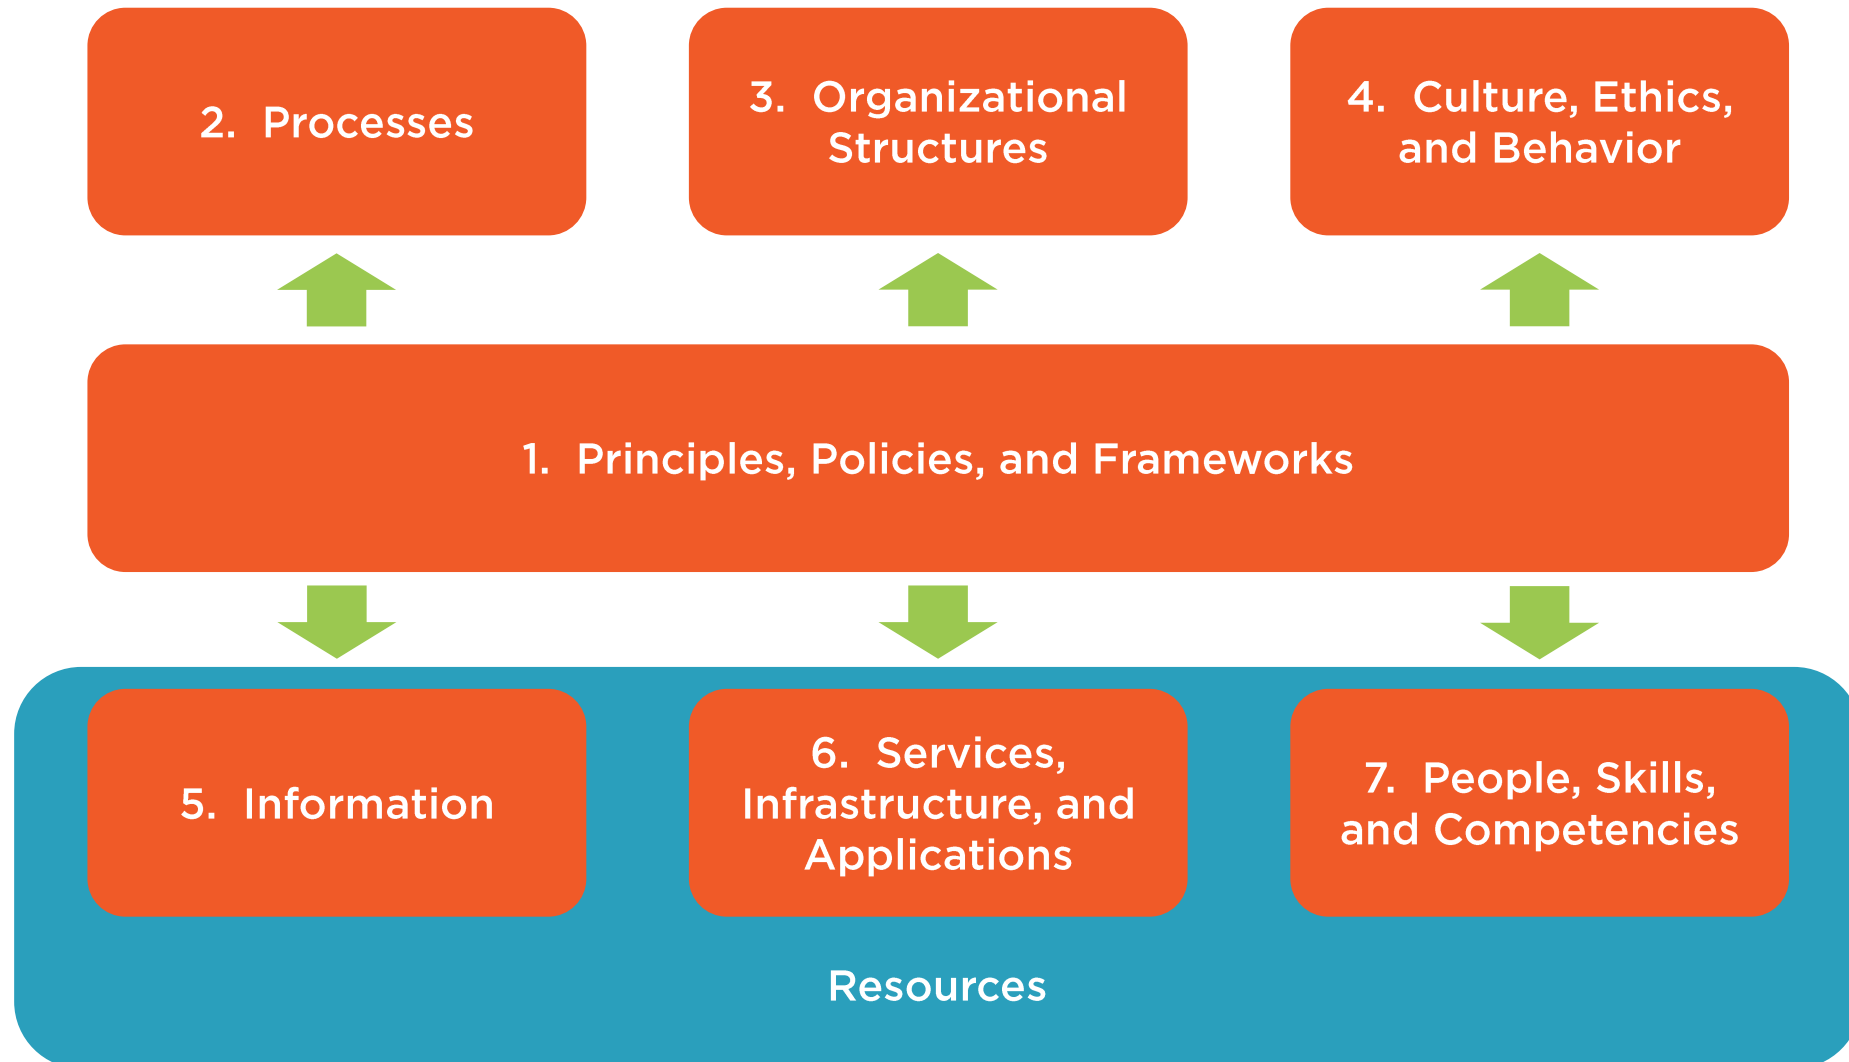 2. Processes
3. Organizational
Structures
4. Culture, Ethics,
and Behavior
1. Principles, Policies, and Frameworks
5. Information
6. Services,
Infrastructure, and
Applications
7. People, Skills,
and Competencies
Resources